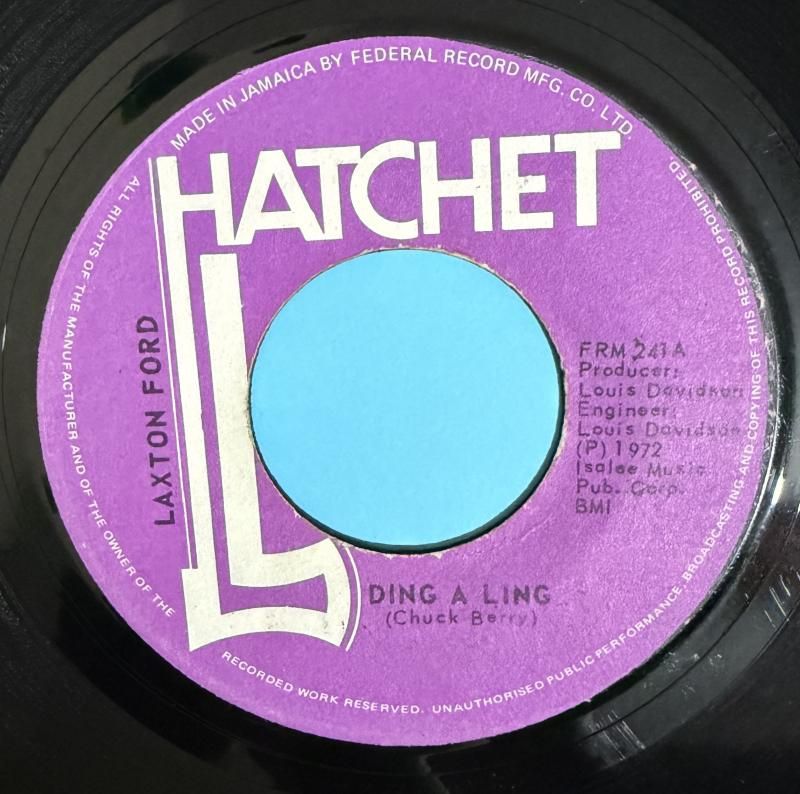 MADE IN JAMAICA BY FEDERAL RECORD MFG. CO. LTD.
HATCHET
LAXTON FORD
FRM 241A
Producer:
Louis Davidson
Engineer:
Louis Davidson
(P) 1972
Isalee Music
Pub. Corp.
BMI
DING A LING
(Chuck Berry)
ALL RIGHTS OF THE MANUFACTURER AND OF THE OWNER OF THE
RECORDED WORK RESERVED. UNAUTHORISED PUBLIC PERFORMANCE. BROADCASTING AND COPYING OF THIS RECORD PROHIBITED.